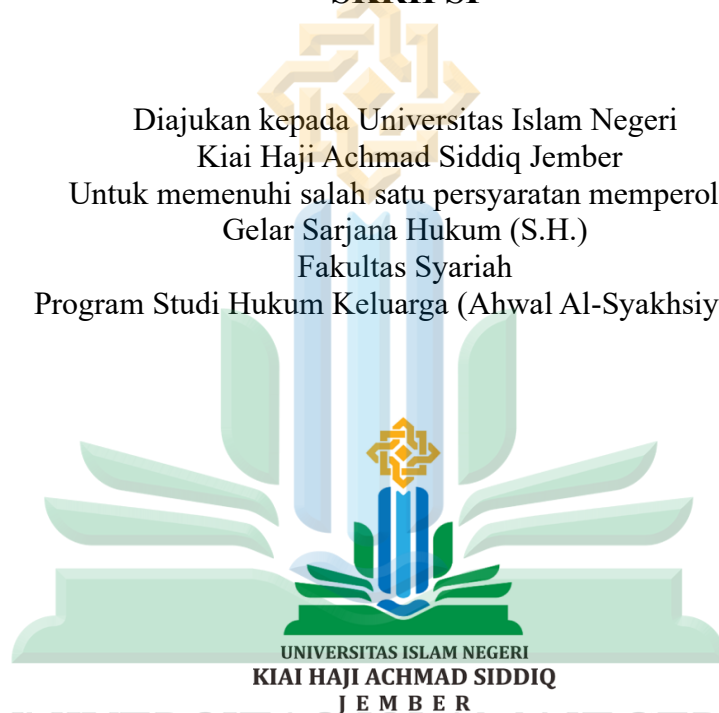 Diajukan kepada Universitas Islam Negeri
Kiai Haji Achmad Siddiq Jember
Untuk memenuhi salah satu persyaratan memperol
Gelar Sarjana Hukum (S.H.)
Fakultas Syariah
Program Studi Hukum Keluarga (Ahwal Al-Syakhsiy
UNIVERSITAS ISLAM NEGERI
KIAI HAJI ACHMAD SIDDIQ
JEMBER